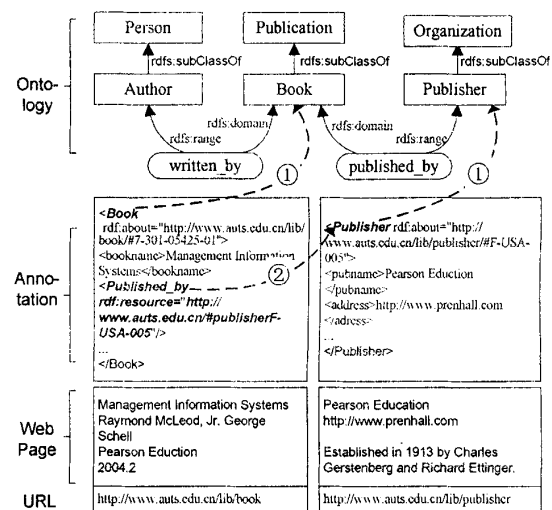 Person
Publication
Organization
rdfs:subClassOf
rdfs:subClassOf
rdfs:subClassOf
Onto-
logy
Author
Book
Publisher
rdfs:range
rdfs:domain
rdfs:domain
rdfs:range
written_by
published_by
①
①
Anno-
tation
<Book
rdf:about="http://www.auts.edu.cn/lib/
book/#7-301-05425-01">
<bookname>Management Information
Systems</bookname>
<Published_by
rdf:resource="http://
www.auts.edu.cn/#publisherF-
USA-005"/>
...
</Book>
②
<Publisher rdf:about="http://
www.auts.edu.cn/lib/publisher/#F-USA-
005">
<pubname>Pearson Eduction
</pubname>
<address>http://www.prenhall.com
</adress>
...
</Publisher>
Web
Page
Management Information Systems
Raymond McLeod, Jr. George
Schell
Pearson Eduction
2004.2
Pearson Education
http://www.prenhall.com
Established in 1913 by Charles
Gerstenberg and Richard Ettinger.
URL
http://www.auts.edu.cn/lib/book
http://www.auts.edu.cn/lib/publisher